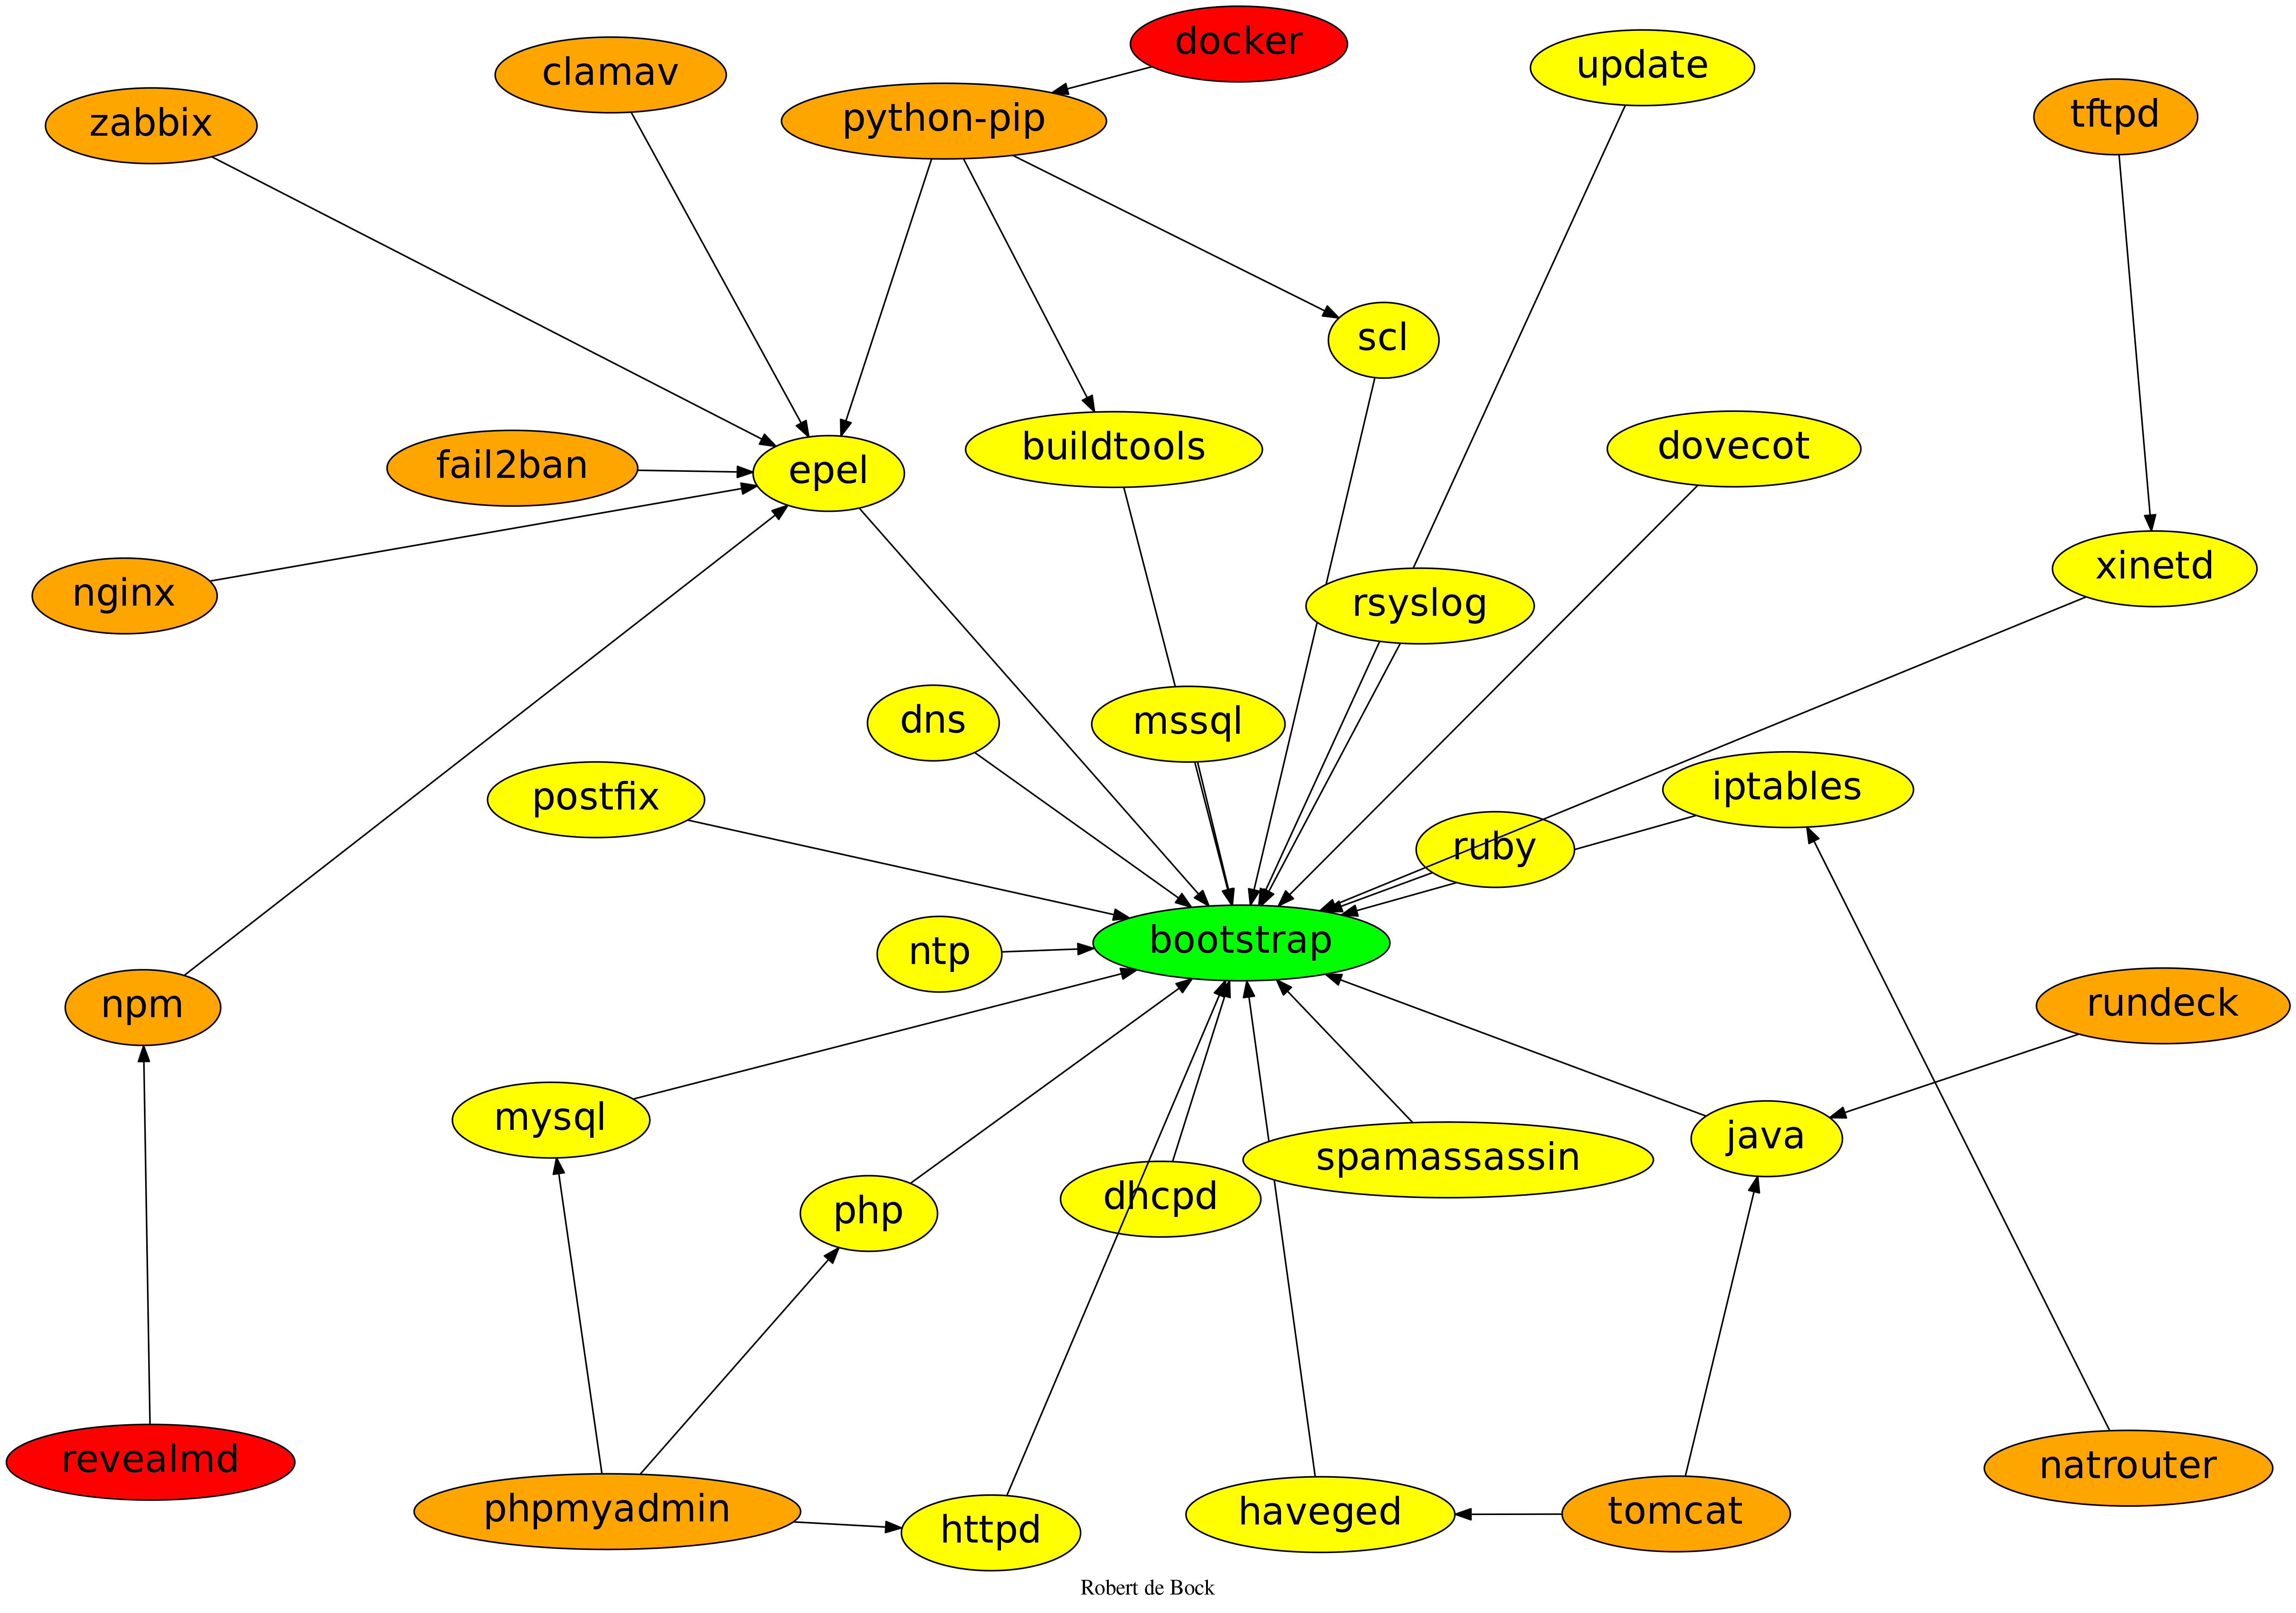 docker
update
clamav
zabbix
python-pip
tftpd
scl
buildtools
dovecot
fail2ban
epel
xinetd
nginx
rsyslog
dns
mssql
iptables
postfix
ruby
bootstrap
ntp
npm
rundeck
mysql
java
spamassassin
dhcpd
php
revealmd
natrouter
phpmyadmin
haveged
tomcat
httpd
Robert de Bock